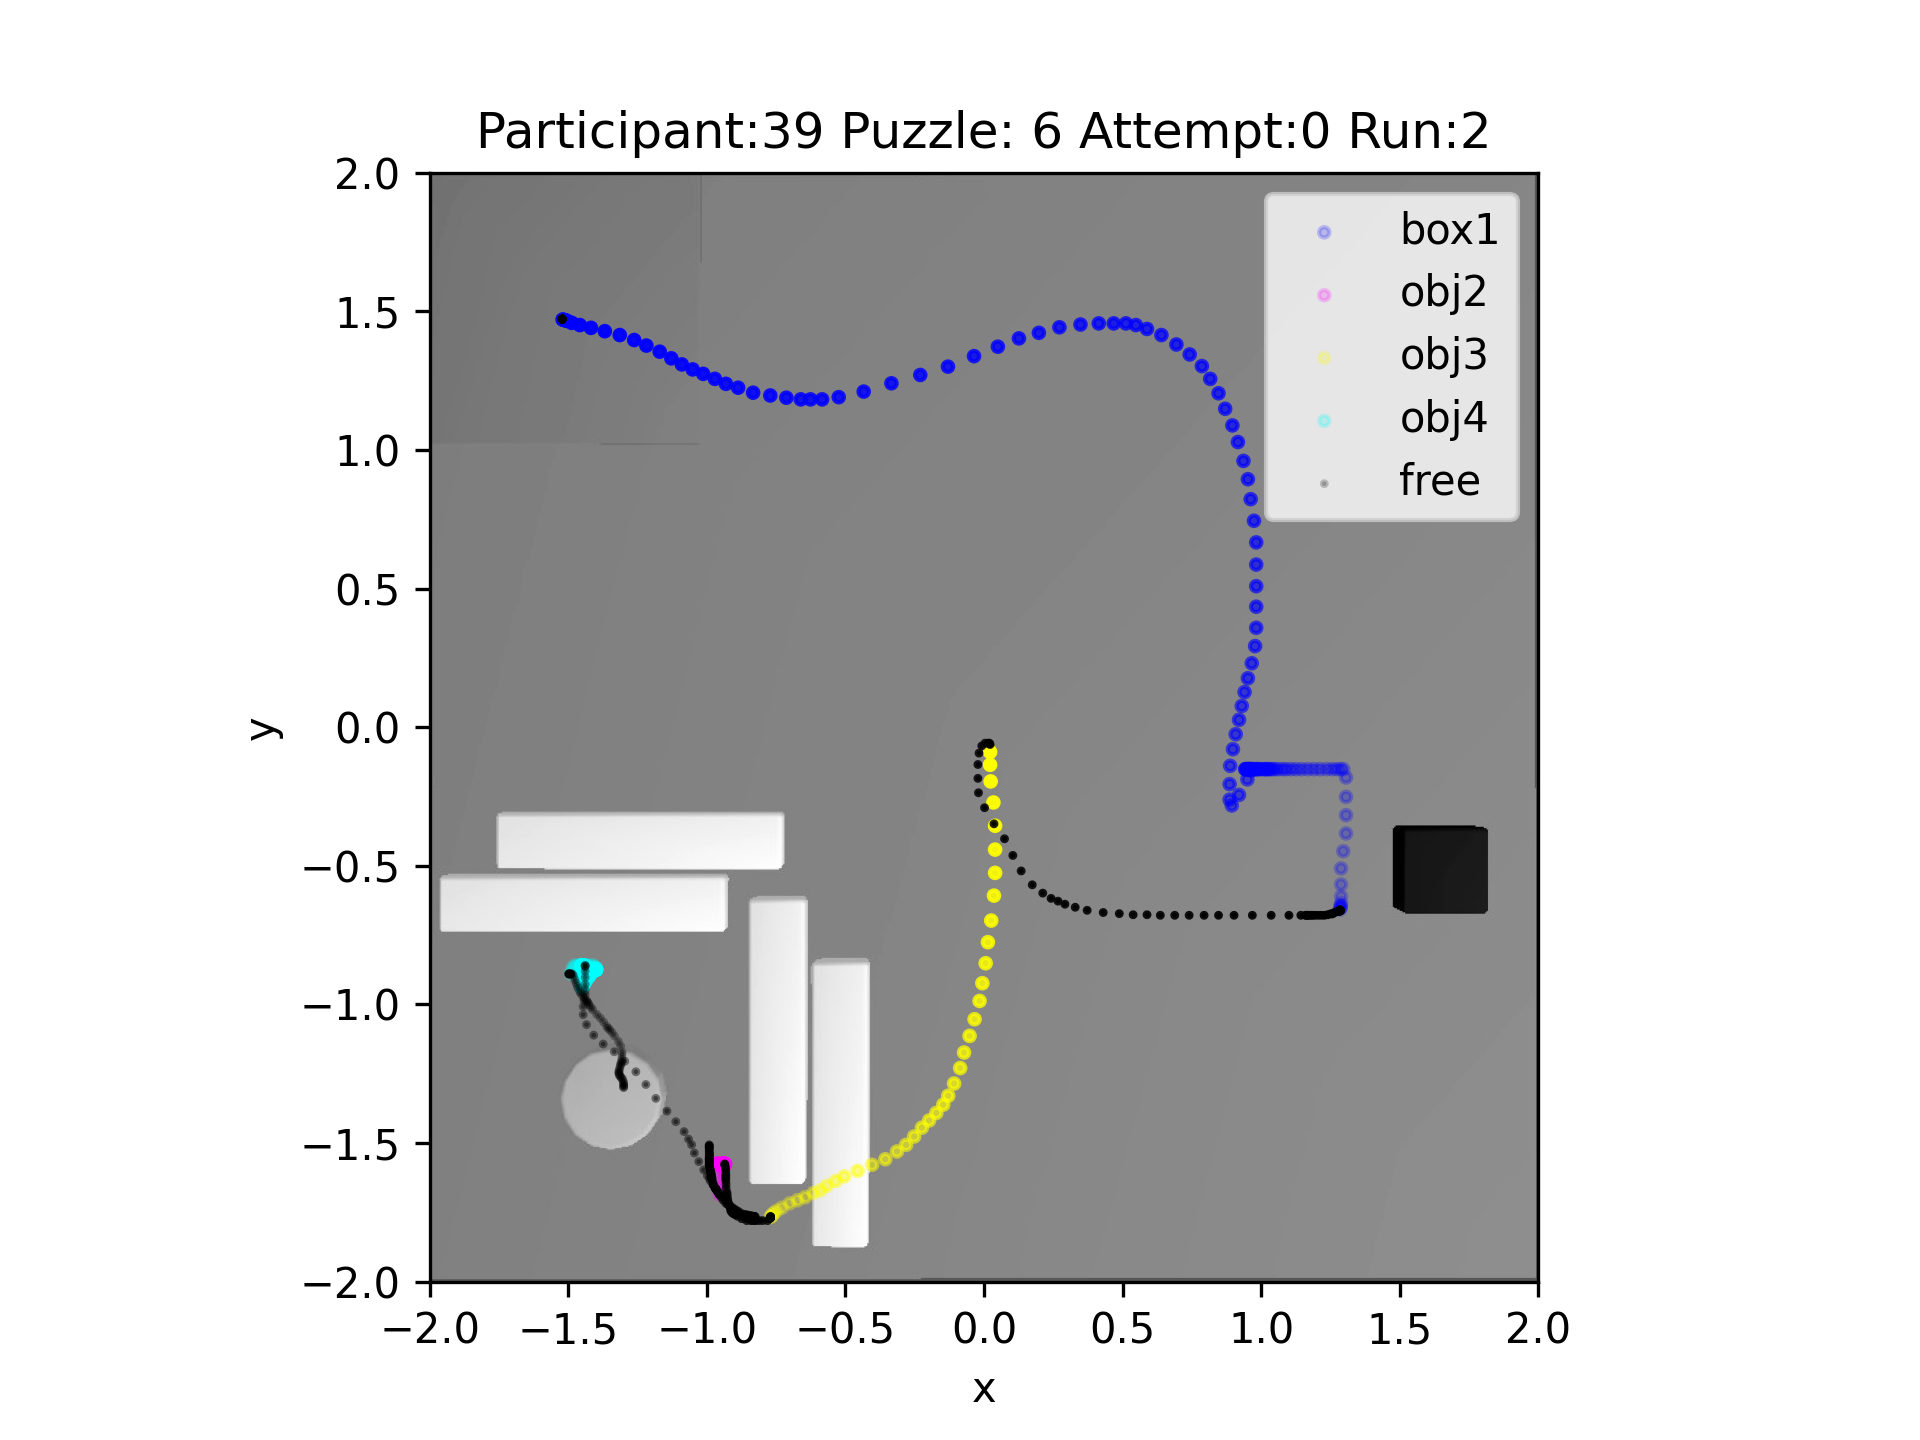 Participant:39 Puzzle: 6 Attempt:0 Run:2
2.0
1.5
1.0
0.5
0.0
−0.5
−1.0
−1.5
−2.0
y
box1
obj2
obj3
obj4
free
−2.0 −1.5 −1.0 −0.5 0.0 0.5 1.0 1.5 2.0
x